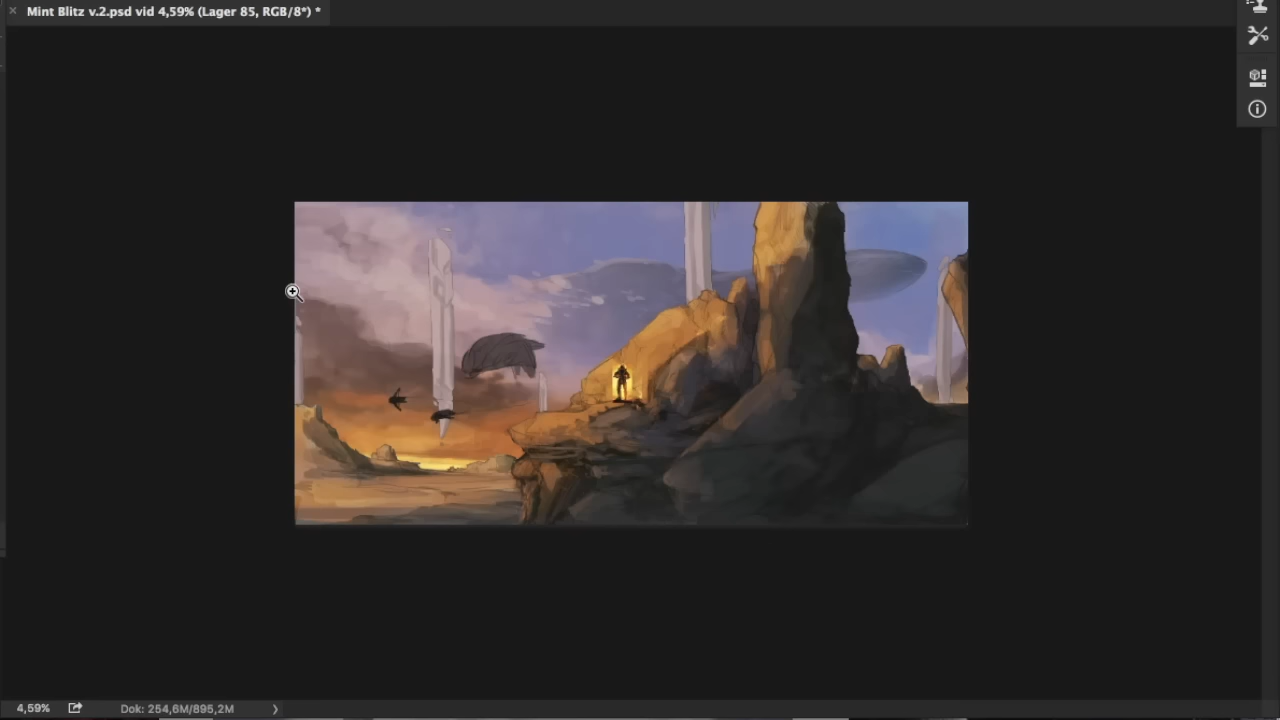 Mint Blitz v.2.psd vid 4,59% (Lager 85, RGB/8*) *
4,59%
Dok: 254,6M/895,2M